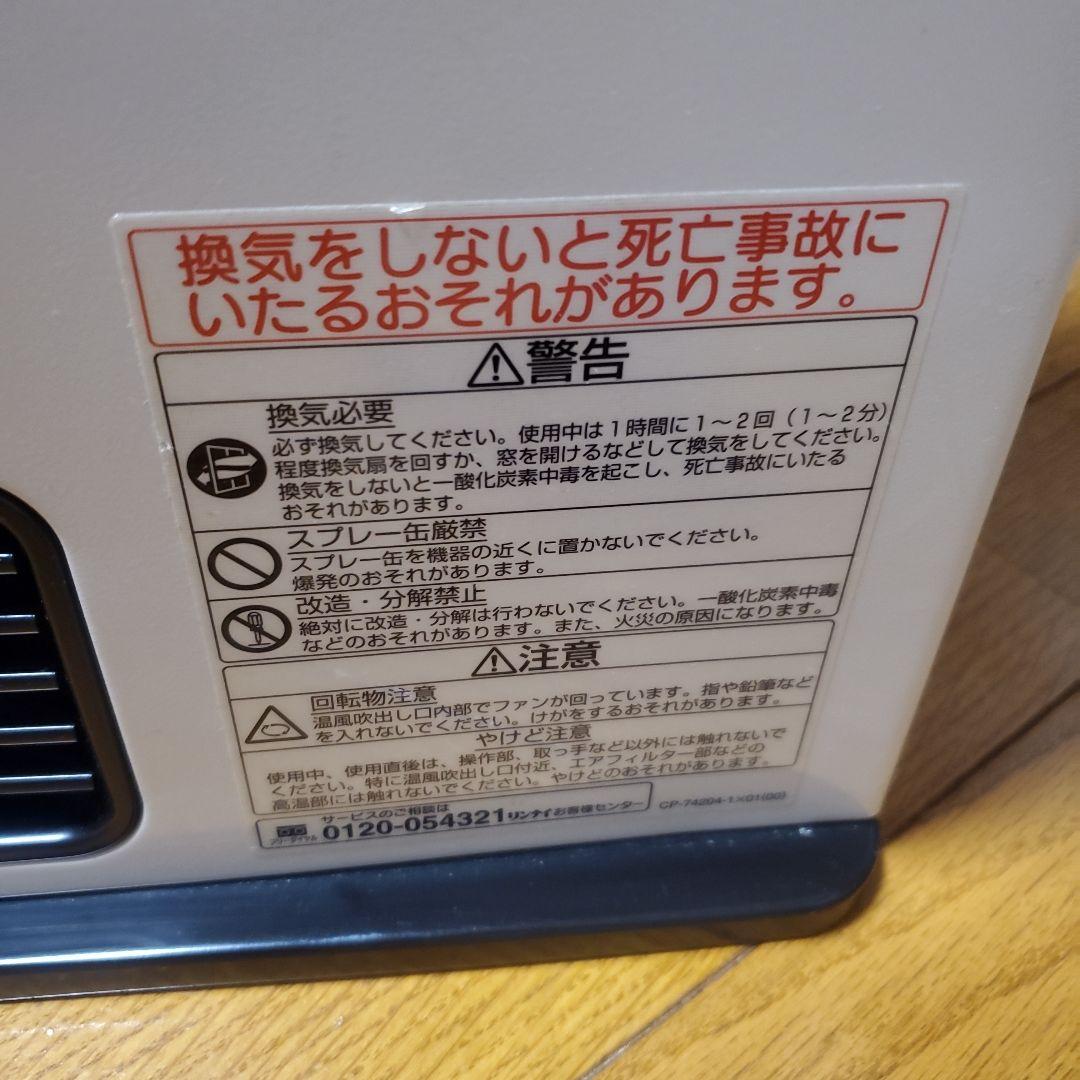 換気をしないと死亡事故に
いたるおそれがあります。
警告
換気必要
必ず換気してください。使用中は1時間に1〜2回（1〜2分）
程度換気扇を回すか、窓を開けるなどして換気をしてください。
換気をしないと一酸化炭素中毒を起こし、死亡事故にいたる
おそれがあります。
スプレー缶厳禁
スプレー缶を機器の近くに置かないでください。
爆発のおそれがあります。
改造・分解禁止
絶対に改造・分解は行わないでください。一酸化炭素中毒
などのおそれがあります。また、火災の原因になります。
注意
回転物注意
温風吹出し口内部でファンが回っています。指や鉛筆など
を入れないでください。けがをするおそれがあります。
やけど注意
使用中、使用直後は、操作部、取っ手など以外には触れないで
ください。特に温風吹出し口付近、エアフィルター部などの
高温部には触れないでください。やけどのおそれがあります。
サービスのご相談は
フリーダイヤル 0120-054321 リンナイお客様センター
CP-74204-1×01(00)